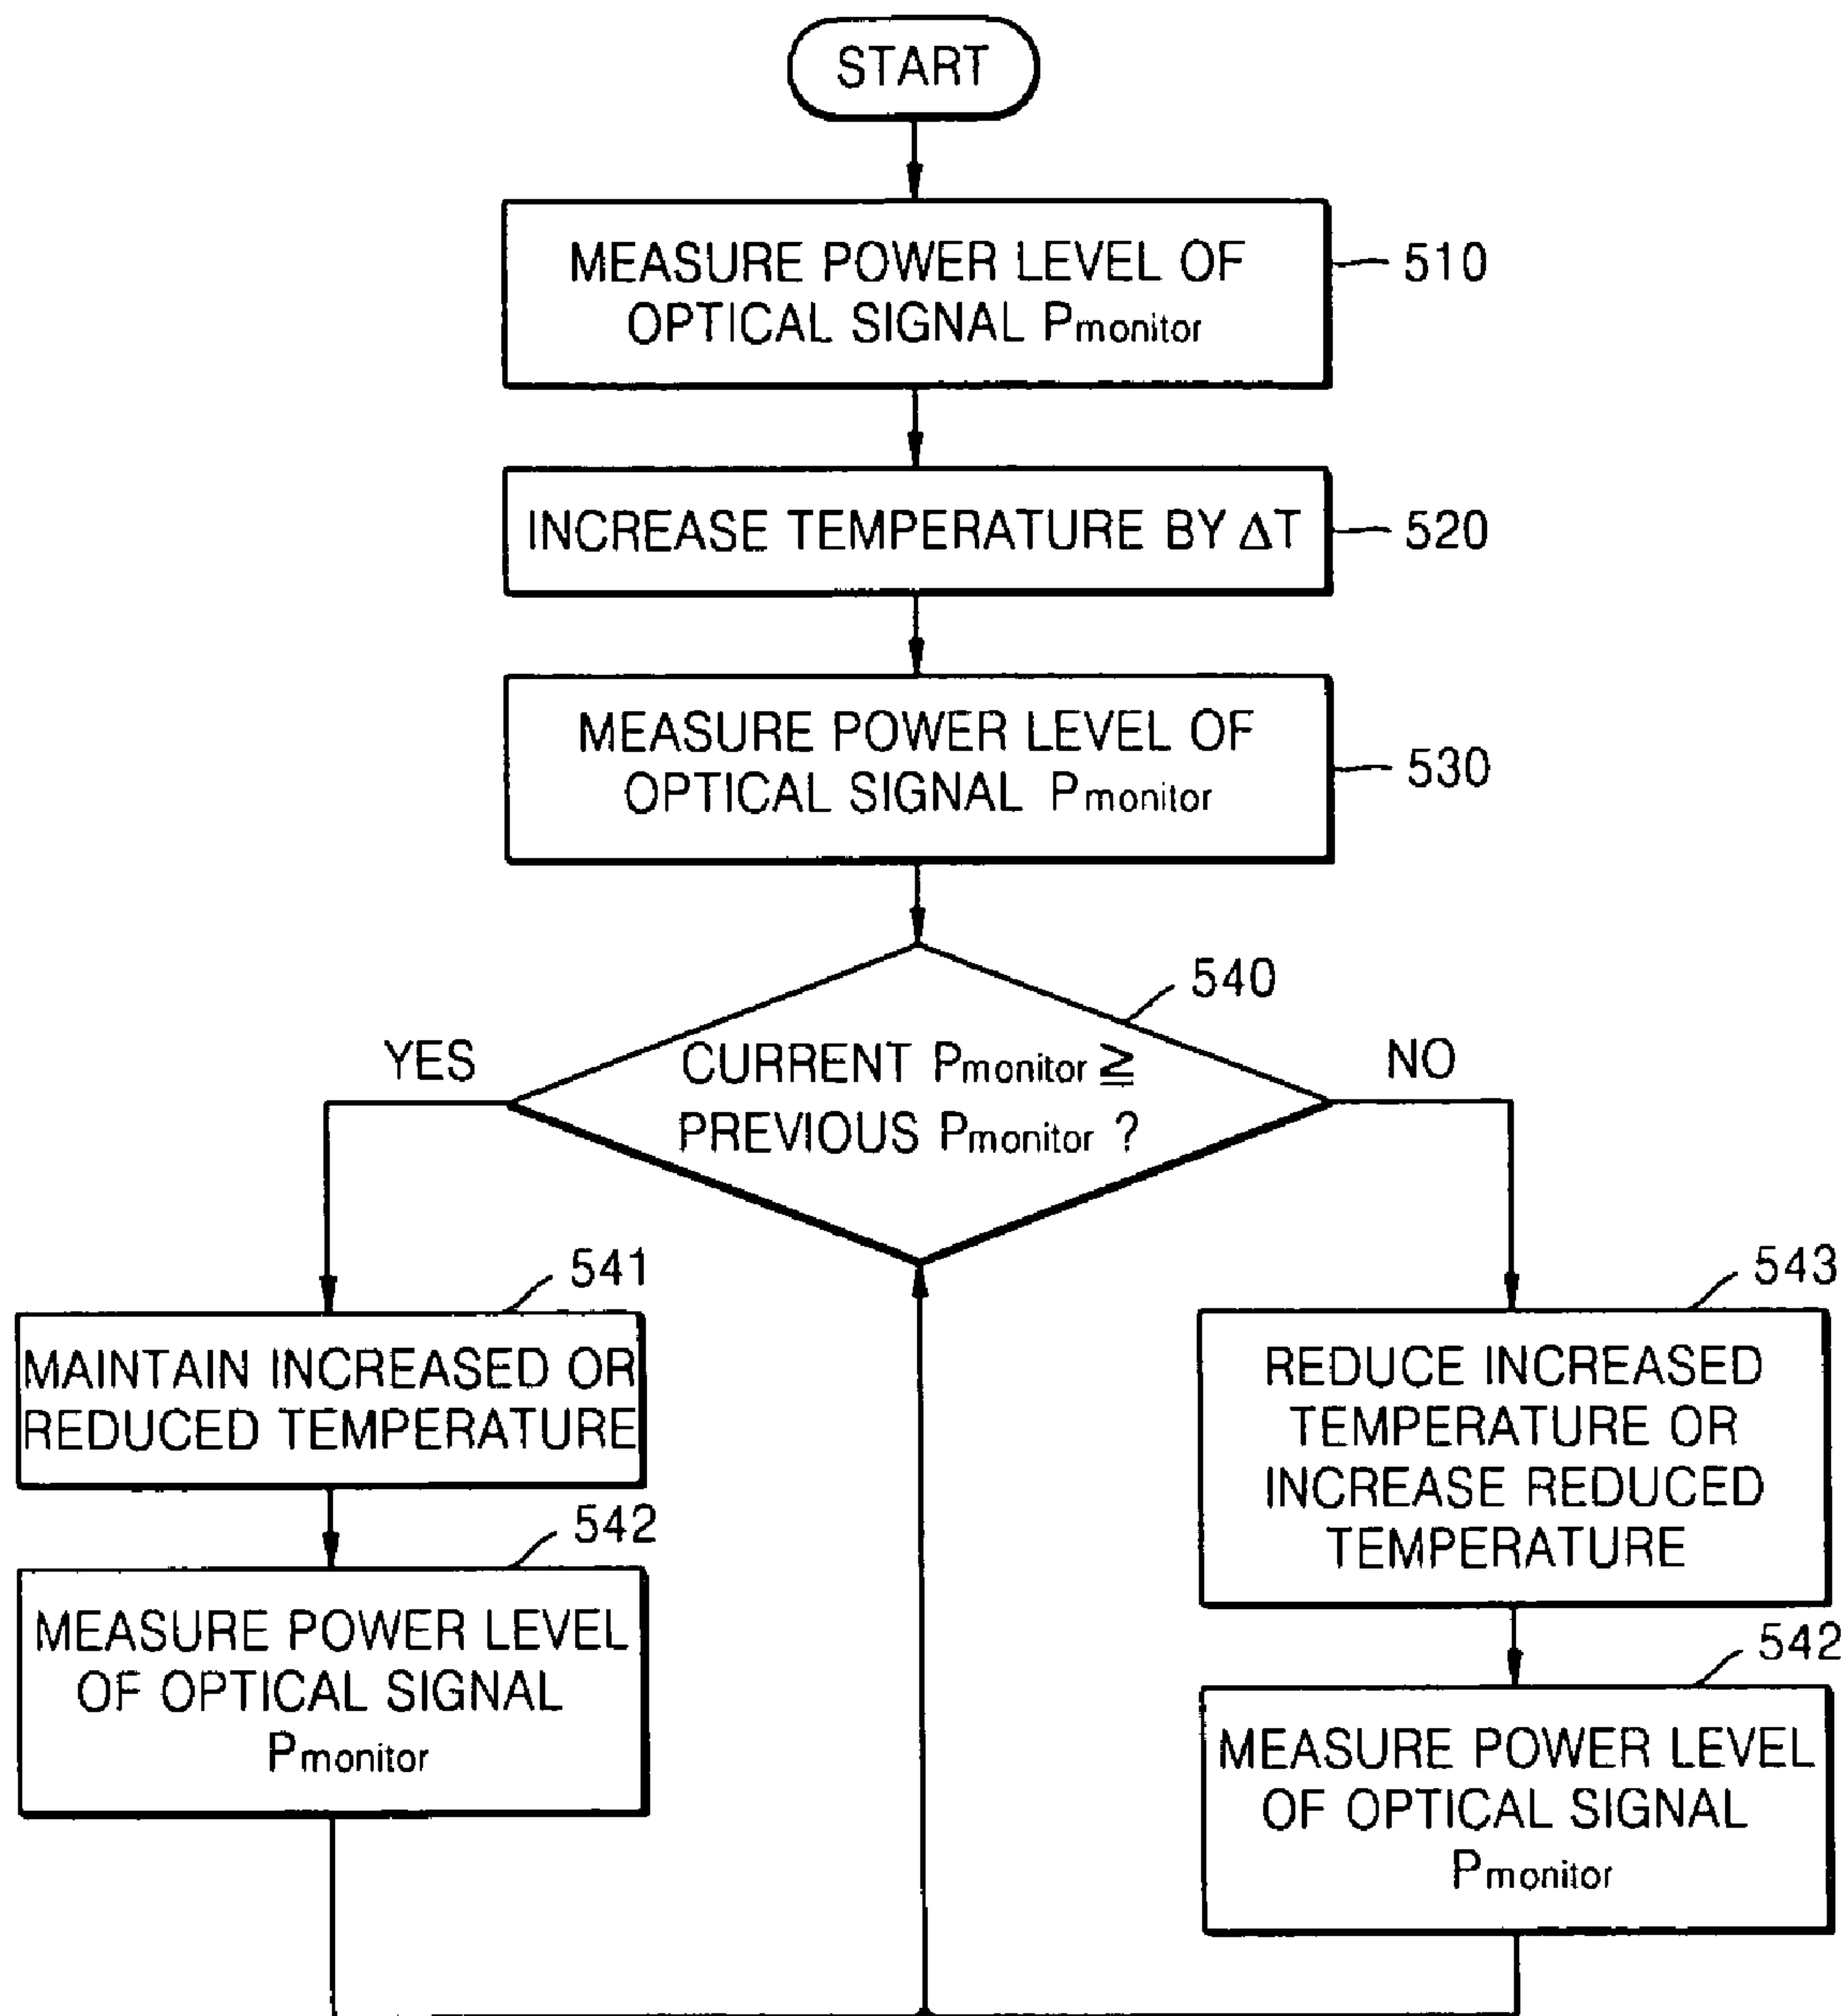 START
MEASURE POWER LEVEL OF
OPTICAL SIGNAL Pmonitor
510
INCREASE TEMPERATURE BY ΔT
520
MEASURE POWER LEVEL OF
OPTICAL SIGNAL Pmonitor
530
540
YES
CURRENT Pmonitor ≧
PREVIOUS Pmonitor ?
NO
541
MAINTAIN INCREASED OR
REDUCED TEMPERATURE
542
MEASURE POWER LEVEL
OF OPTICAL SIGNAL
Pmonitor
543
REDUCE INCREASED
TEMPERATURE OR
INCREASE REDUCED
TEMPERATURE
542
MEASURE POWER LEVEL
OF OPTICAL SIGNAL
Pmonitor